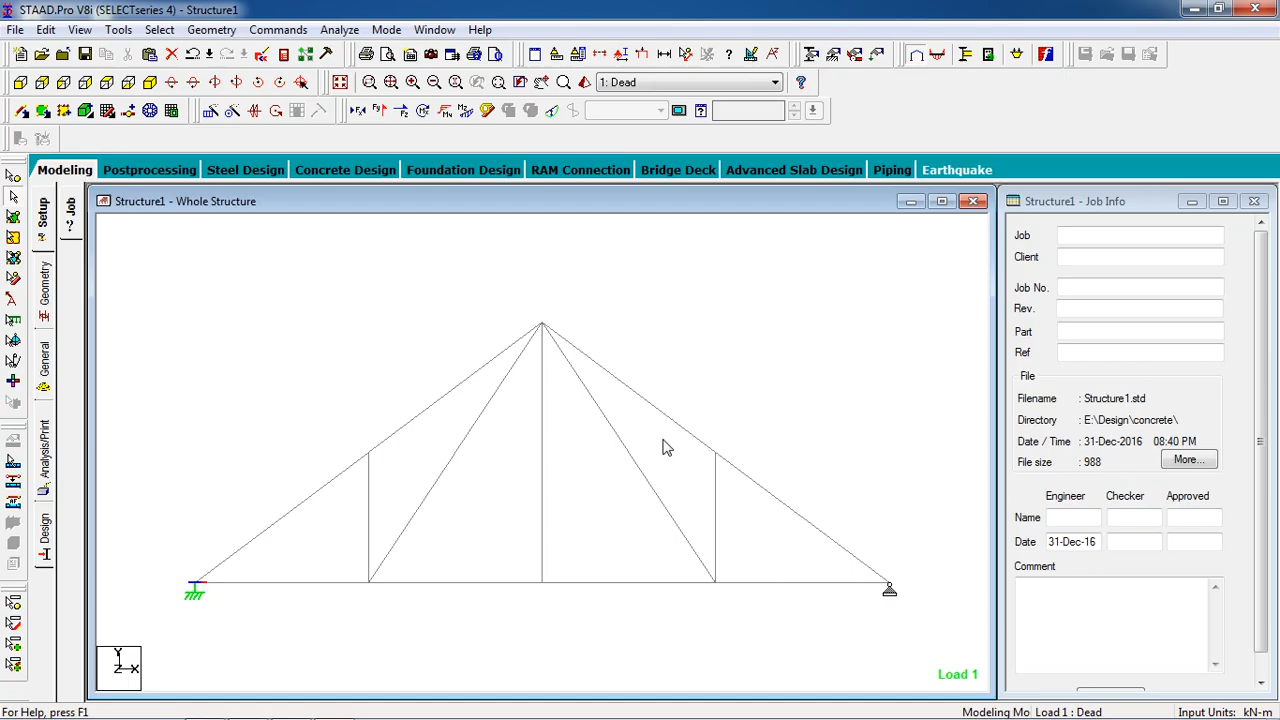 STAAD.Pro V8i (SELECTseries 4) - Structure1
File Edit View Tools Select Geometry Commands Analyze Mode Window Help
1: Dead
Modeling Postprocessing Steel Design Concrete Design Foundation Design RAM Connection Bridge Deck Advanced Slab Design Piping Earthquake
Setup
Geometry
General
Analysis/Print
Design
? Job
Structure1 - Whole Structure
Y
Z X
Load 1
Structure1 - Job Info
Job
Client
Job No.
Rev.
Part
Ref
File
Filename : Structure1.std
Directory : E:\Design\concrete\
Date / Time : 31-Dec-2016 08:40 PM
File size : 988 More...
Engineer Checker Approved
Name
Date 31-Dec-16
Comment
For Help, press F1 Modeling Mo Load 1 : Dead Input Units: kN-m